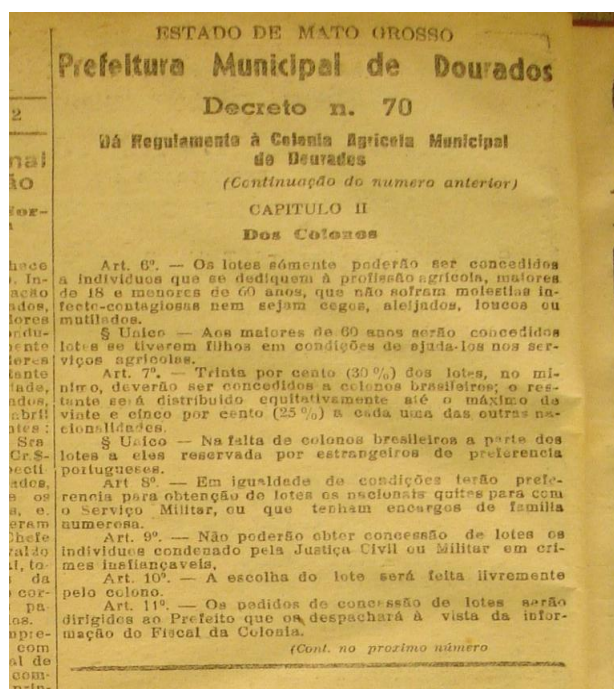 ESTADO DE MATO GROSSO
Prefeitura Municipal de Dourados
Decreto n. 70
Dá Regulamento à Colonia Agricola Municipal
de Dourados
(Continuação do numero anterior)
CAPITULO II
Dos Colonos
Art. 6º. — Os lotes sómente poderão ser concedidos
a individuos que se dediquem à profissão agricola, maiores
de 18 e menores de 60 anos, que não sofram molestias in-
fecto-contagiosas nem sejam cegos, aleijados, loucos ou
mutilados.
§ Unico — Aos maiores de 60 anos serão concedidos
lotes se tiverem filhos em condições de ajuda-los nos ser-
viços agricolas.
Art. 7º. — Trinta por cento (30%) dos lotes, no mi-
nimo, deverão ser concedidos a colonos brasileiros; o res-
tante será distribuido equitativamente até o máximo de
vinte e cinco por cento (25%) a cada uma das outras na-
cionalidades.
§ Unico — Na falta de colonos brasileiros a parte dos
lotes a eles reservada por estrangeiros de preferencia
portugueses.
Art 8º. — Em igualdade de condições terão prefe-
rencia para obtenção de lotes os nacionais quites para com
o Serviço Militar, ou que tenham encargos de familia
numerosa.
Art. 9º. — Não poderão obter concessão de lotes os
individuos condenado pela Justiça Civil ou Militar em cri-
mes inafiançaveis,
Art. 10º. — A escolha do lote será feita livremente
pelo colono.
Art. 11º. — Os pedidos de concessão de lotes serão
dirigidos ao Prefeito que os despachará à vista da infor-
mação do Fiscal da Colonia.
(Cont. no proximo número